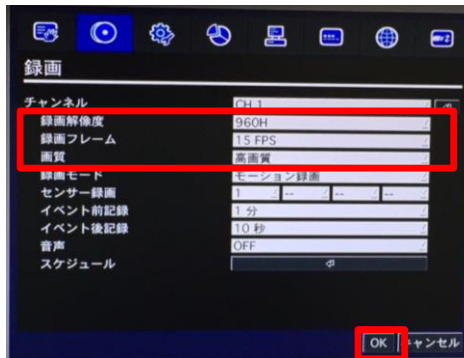 録画
チャンネル CH 1
録画解像度 960H
録画フレーム 15 FPS
画質 高画質
録画モード モーション録画
センサー録画 1 -- -- --
イベント前記録 1 分
イベント後記録 10 秒
音声 OFF
スケジュール
OK キャンセル